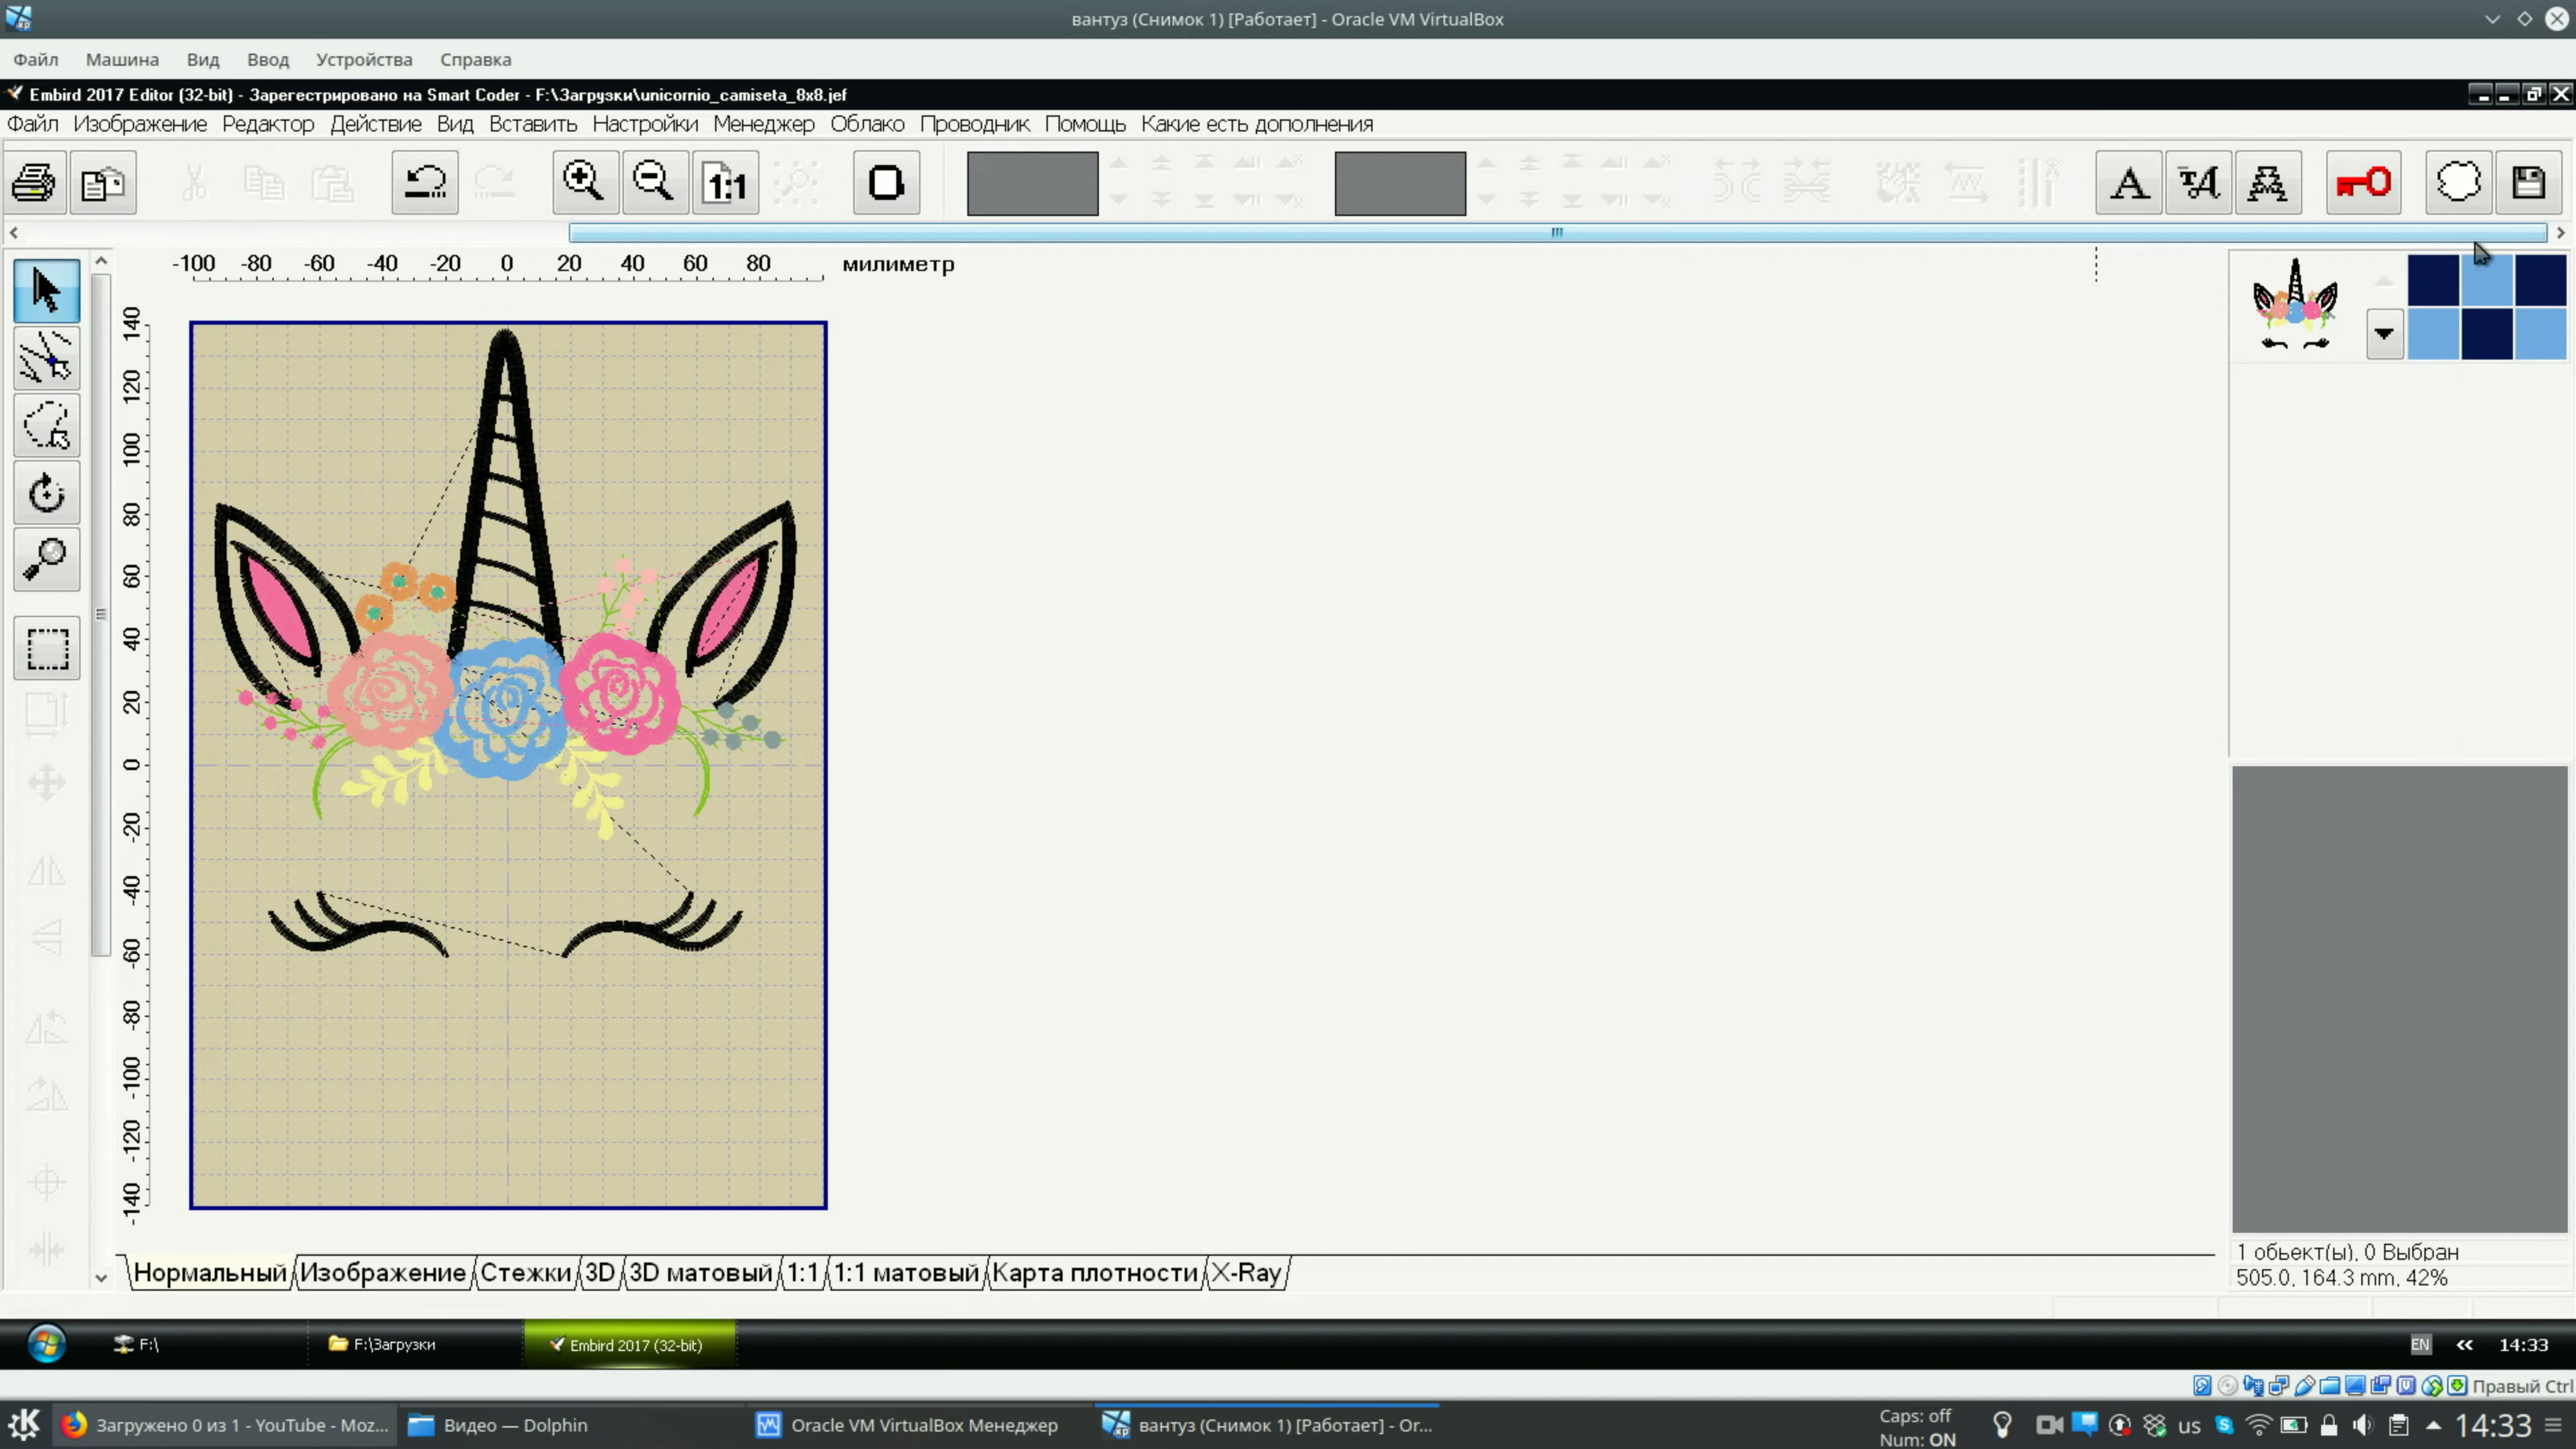 вантуз (Снимок 1) [Работает] - Oracle VM VirtualBox
Файл Машина Вид Ввод Устройства Справка
Embird 2017 Editor (32-bit) - Зарегестрировано на Smart Coder - F:\Загрузки\unicornio_camiseta_8x8.jef
Файл Изображение Редактор Действие Вид Вставить Настройки Менеджер Облако Проводник Помощь Какие есть дополнения
1:1
-100 -80 -60 -40 -20 0 20 40 60 80 милиметр
140
120
100
80
60
40
20
0
-20
-40
-60
-80
-100
-120
-140
Нормальный Изображение Стежки 3D 3D матовый 1:1 1:1 матовый Карта плотности X-Ray
1 обьект(ы), 0 Выбран
505.0, 164.3 mm, 42%
F:\ F:\Загрузки Embird 2017 (32-bit) EN « 14:33
Правый Ctrl
Загружено 0 из 1 - YouTube - Moz... Видео — Dolphin Oracle VM VirtualBox Менеджер вантуз (Снимок 1) [Работает] - Or...
Caps: off
Num: ON
us 14:33